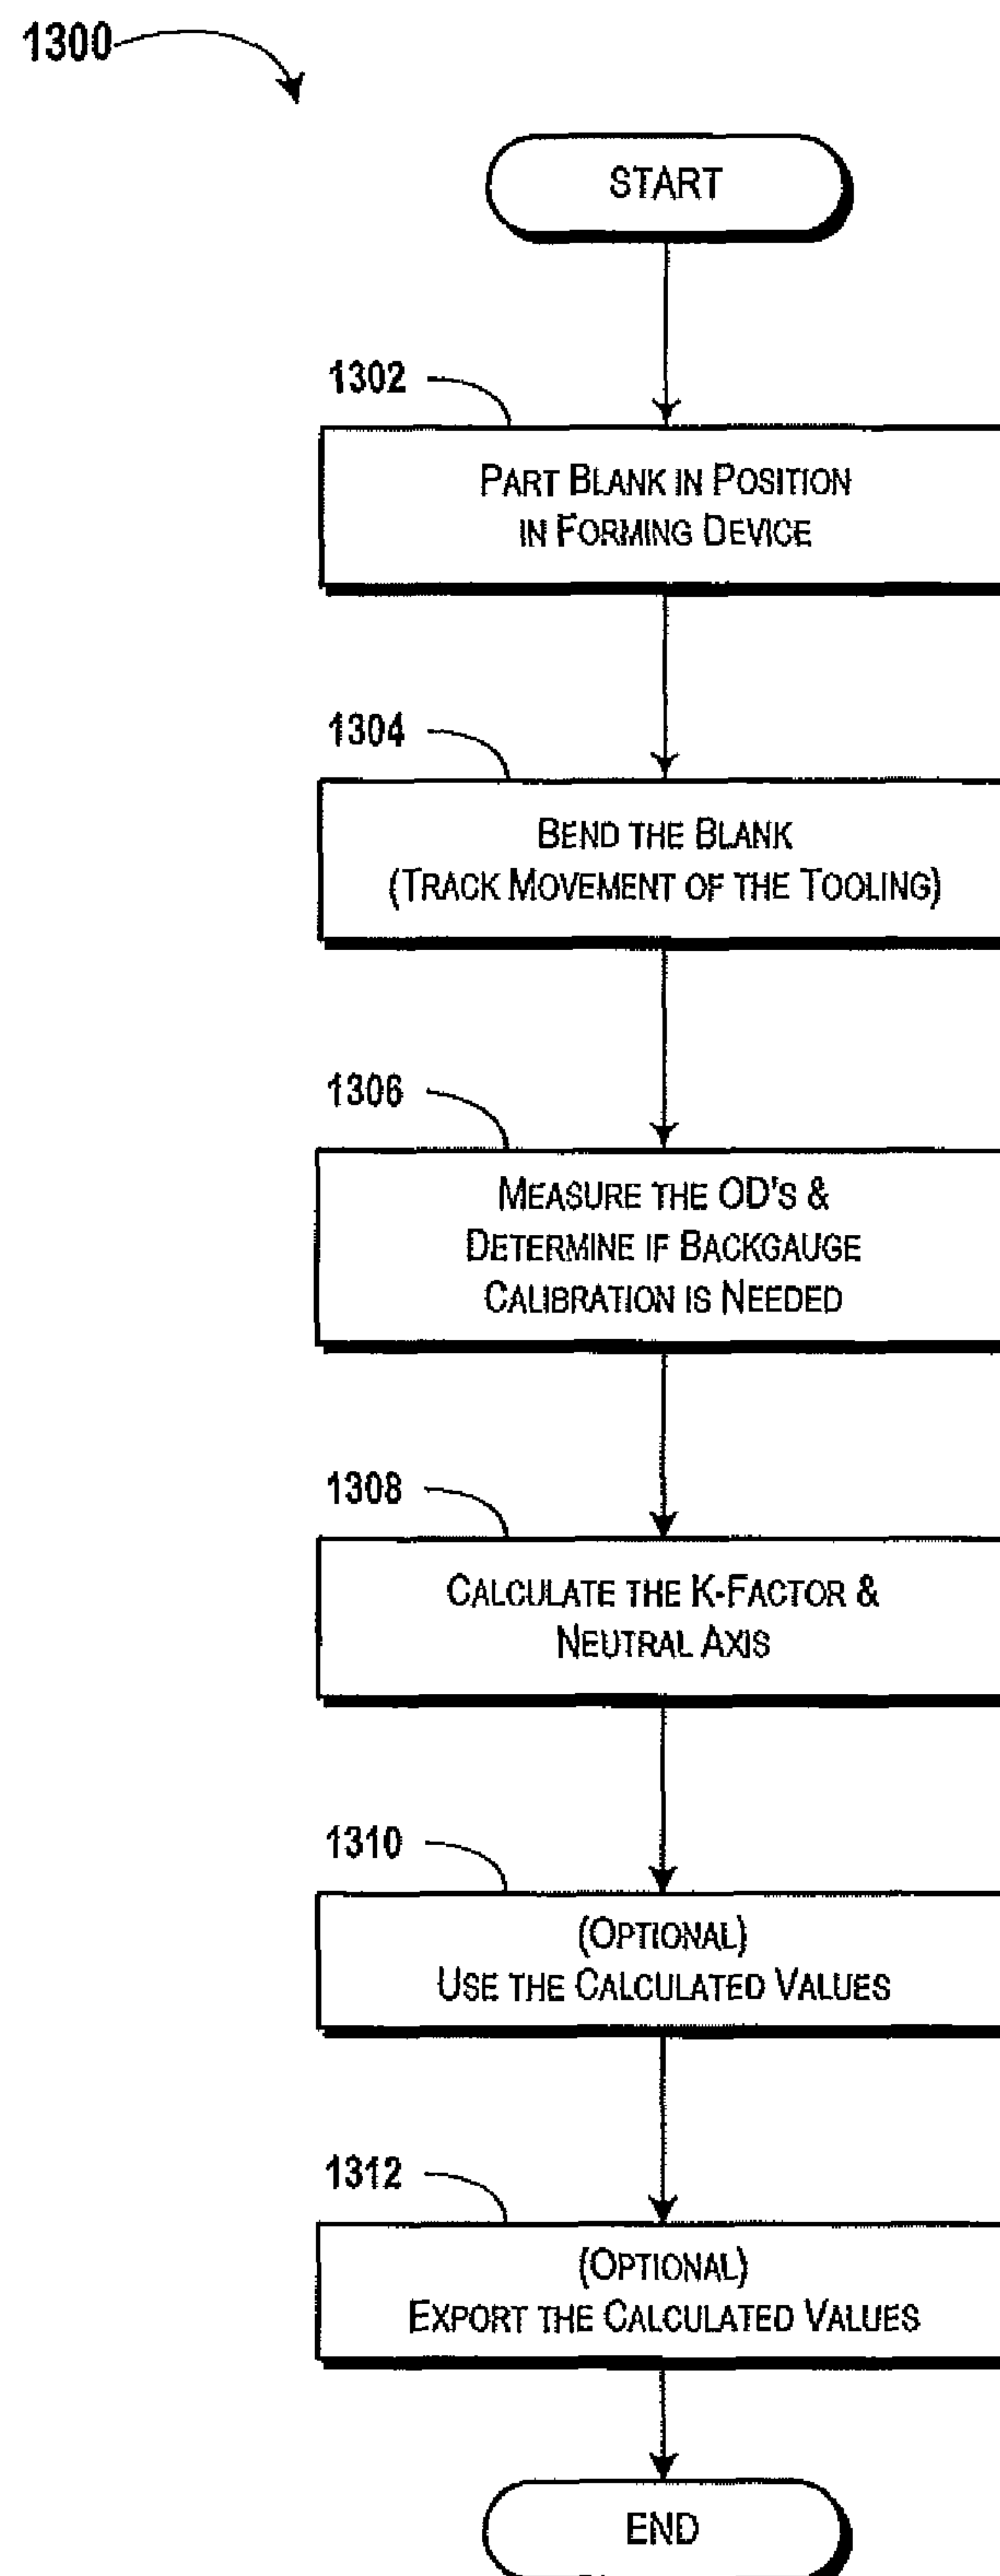 1300
START
1302
PART BLANK IN POSITION
IN FORMING DEVICE
1304
BEND THE BLANK
(TRACK MOVEMENT OF THE TOOLING)
1306
MEASURE THE OD'S &
DETERMINE IF BACKGAUGE
CALIBRATION IS NEEDED
1308
CALCULATE THE K-FACTOR &
NEUTRAL AXIS
1310
(OPTIONAL)
USE THE CALCULATED VALUES
1312
(OPTIONAL)
EXPORT THE CALCULATED VALUES
END